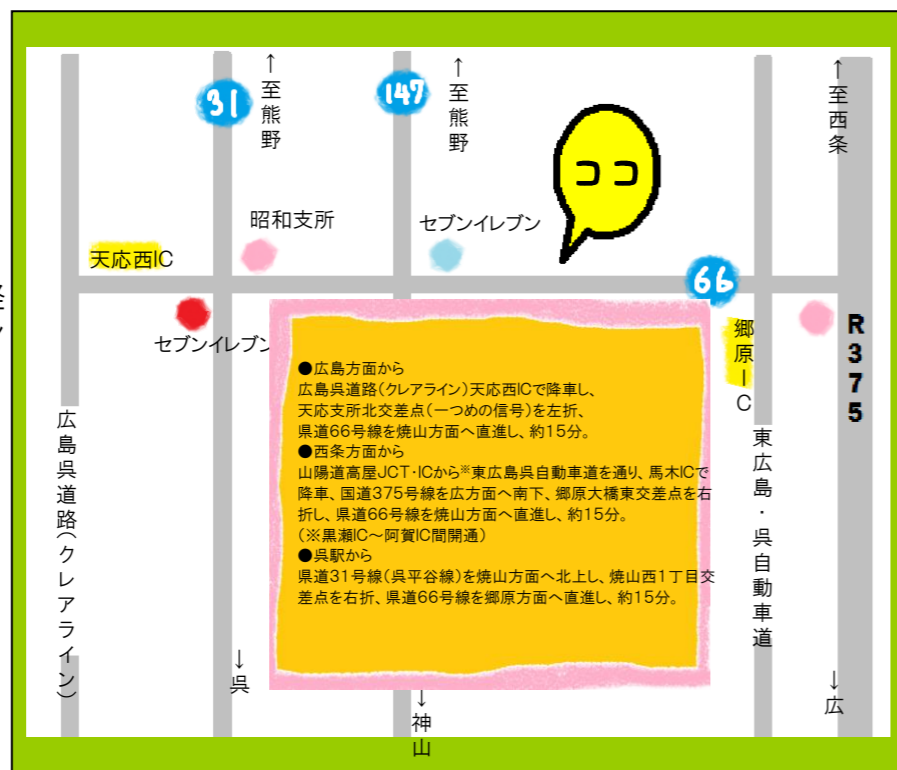 31
↑至熊野
147
↑至熊野
ココ
↑至西条
昭和支所
セブンイレブン
天応西IC
66
セブンイレブン
郷原IC
R375
●広島方面から
広島呉道路(クレアライン)天応西ICで降車し、
天応支所北交差点(一つめの信号)を左折、
県道66号線を焼山方面へ直進し、約15分。
●西条方面から
山陽道高屋JCT・ICから※東広島呉自動車道を通り、馬木ICで
降車、国道375号線を広方面へ南下、郷原大橋東交差点を右
折し、県道66号線を焼山方面へ直進し、約15分。
(※黒瀬IC～阿賀IC間開通)
●呉駅から
県道31号線(呉平谷線)を焼山方面へ北上し、焼山西1丁目交
差点を右折、県道66号線を郷原方面へ直進し、約15分。
広島呉道路(クレアライン)
東広島・呉自動車道
↓呉
↓神山
↓広